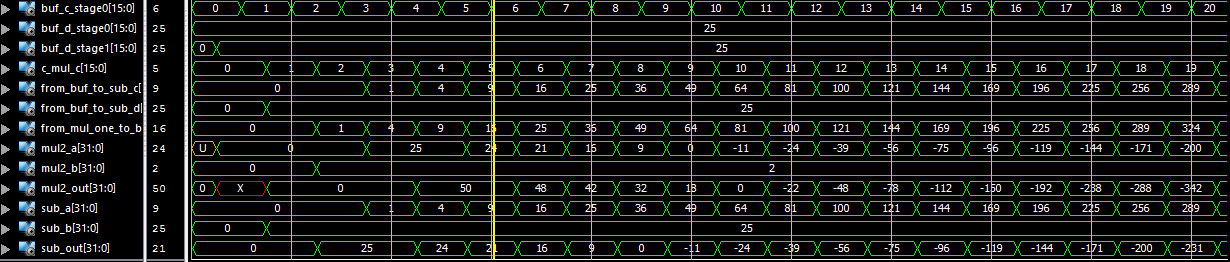 buf_c_stage0[15:0] 6 0 1 2 3 4 5 6 7 8 9 10 11 12 13 14 15 16 17 18 19 20
buf_d_stage0[15:0] 25 25
buf_d_stage1[15:0] 25 0 25
c_mul_c[15:0] 5 0 1 2 3 4 5 6 7 8 9 10 11 12 13 14 15 16 17 18 19
from_buf_to_sub_c[ 9 0 1 4 9 16 25 36 49 64 81 100 121 144 169 196 225 256 289
from_buf_to_sub_d[ 25 0 25
from_mul_one_to_b 16 0 1 4 9 16 25 36 49 64 81 100 121 144 169 196 225 256 289 324
mul2_a[31:0] 24 U 0 25 24 21 16 9 0 -11 -24 -39 -56 -75 -96 -119 -144 -171 -200
mul2_b[31:0] 2 0 2
mul2_out[31:0] 50 0 X 0 50 48 42 32 18 0 -22 -48 -78 -112 -150 -192 -238 -288 -342
sub_a[31:0] 9 0 1 4 9 16 25 36 49 64 81 100 121 144 169 196 225 256 289
sub_b[31:0] 25 0 25
sub_out[31:0] 21 0 25 24 21 16 9 0 -11 -24 -39 -56 -75 -96 -119 -144 -171 -200 -231